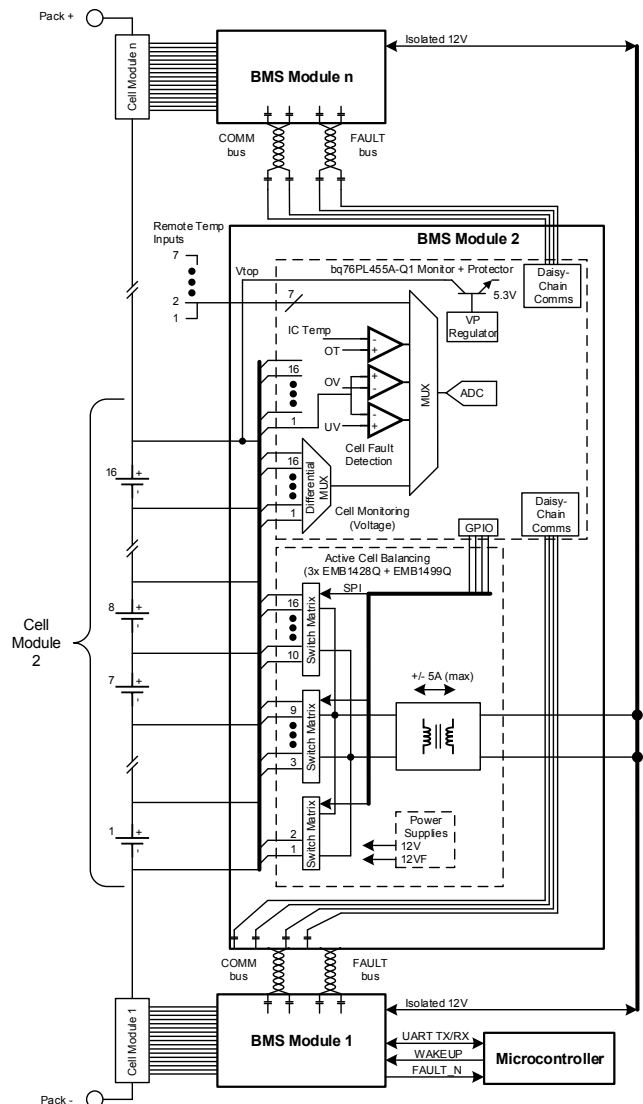 Pack +
Cell Module n
BMS Module n
Isolated 12V
COMM
bus
FAULT
bus
Remote Temp
Inputs
7
2
1
BMS Module 2
Vtop
bq76PL455A-Q1 Monitor + Protector
Daisy-
Chain
Comms
5.3V
VP
Regulator
7
IC Temp
OT
-
+
16
OV
+
-
1
UV
-
+
MUX
ADC
Cell Fault
Detection
16
1
Differential
MUX
Cell Monitoring
(Voltage)
GPIO
Daisy-
Chain
Comms
Active Cell Balancing
(3x EMB1428Q + EMB1499Q
SPI
16
10
Switch Matrix
+/- 5A (max)
9
3
Switch Matrix
2
1
Switch Matrix
Power
Supplies
12V
12VF
16
+
-
8
+
-
7
+
-
1
+
-
Cell
Module
2
COMM
bus
FAULT
bus
Cell Module 1
BMS Module 1
Isolated 12V
UART TX/RX
WAKEUP
FAULT_N
Microcontroller
Pack -